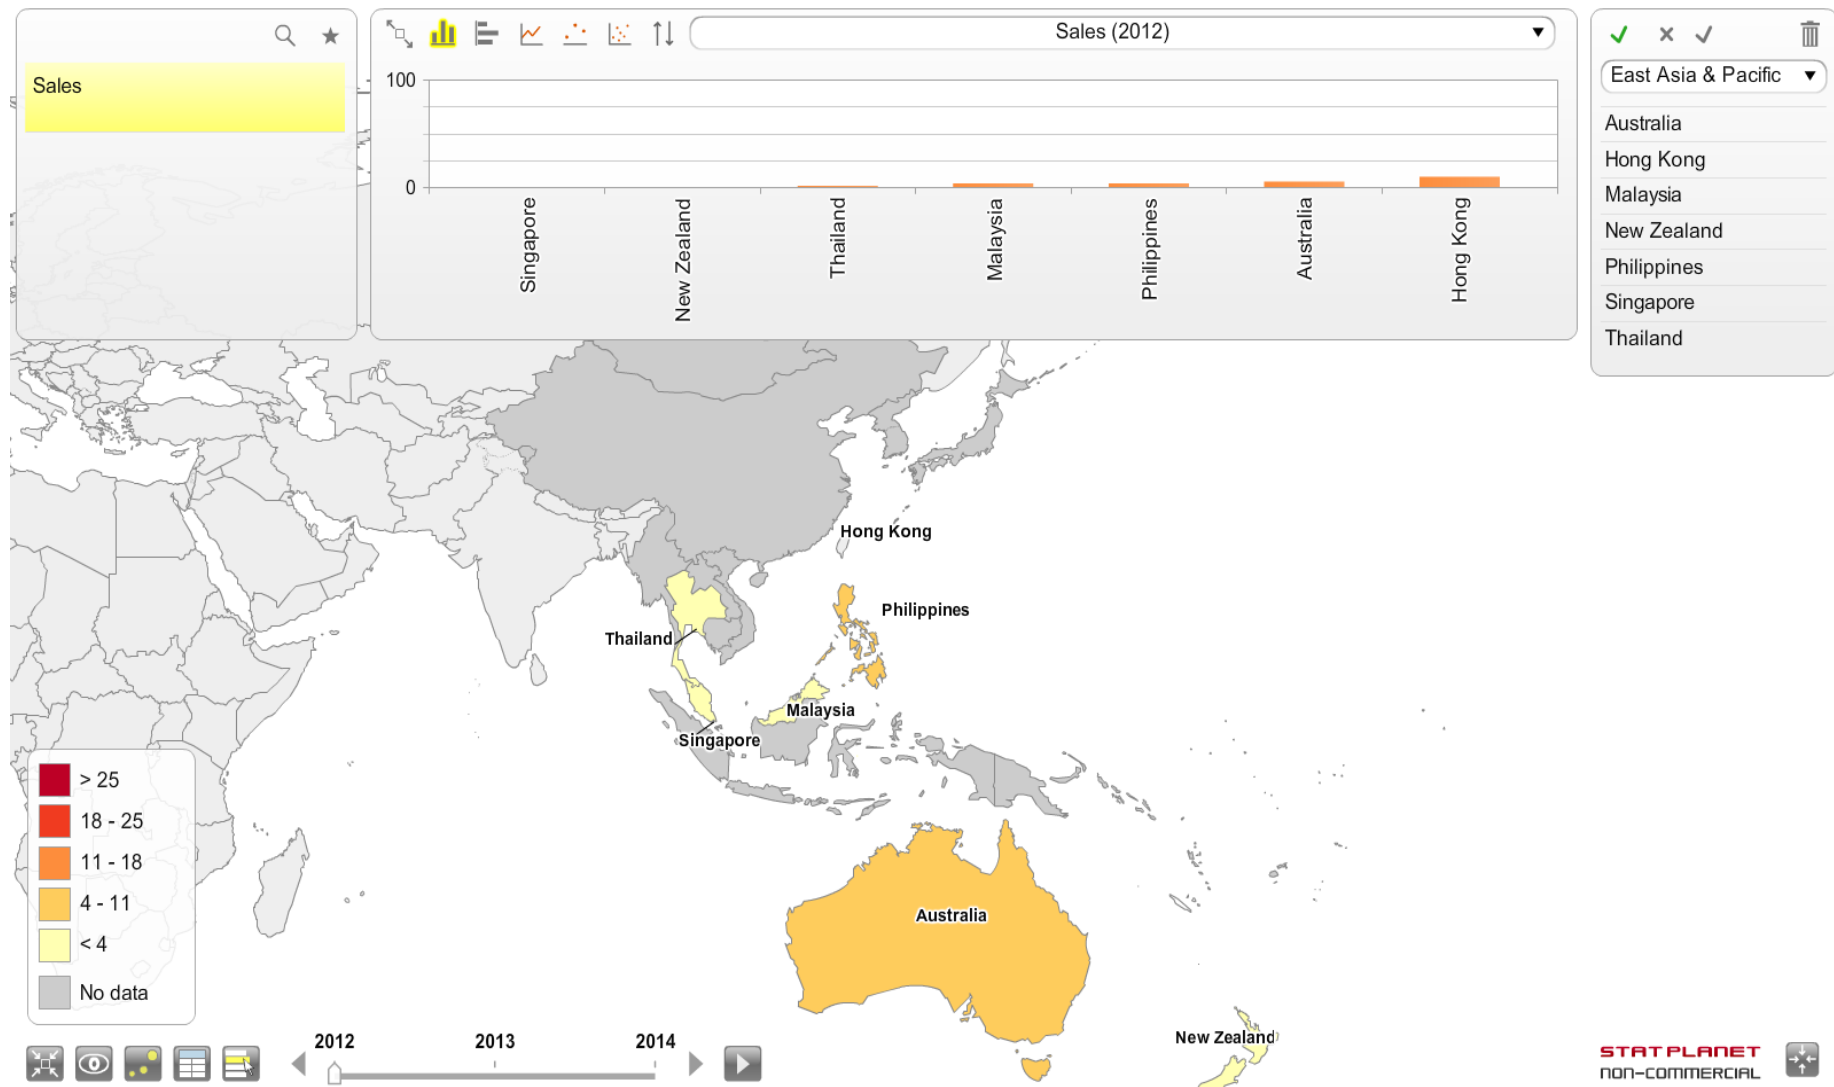 Sales
Sales (2012)
100
0
Singapore
New Zealand
Thailand
Malaysia
Philippines
Australia
Hong Kong
East Asia & Pacific
Australia
Hong Kong
Malaysia
New Zealand
Philippines
Singapore
Thailand
Hong Kong
Philippines
Thailand
Malaysia
Singapore
Australia
New Zealand
> 25
18 - 25
11 - 18
4 - 11
< 4
No data
2012
2013
2014
STATPLANET
NON-COMMERCIAL